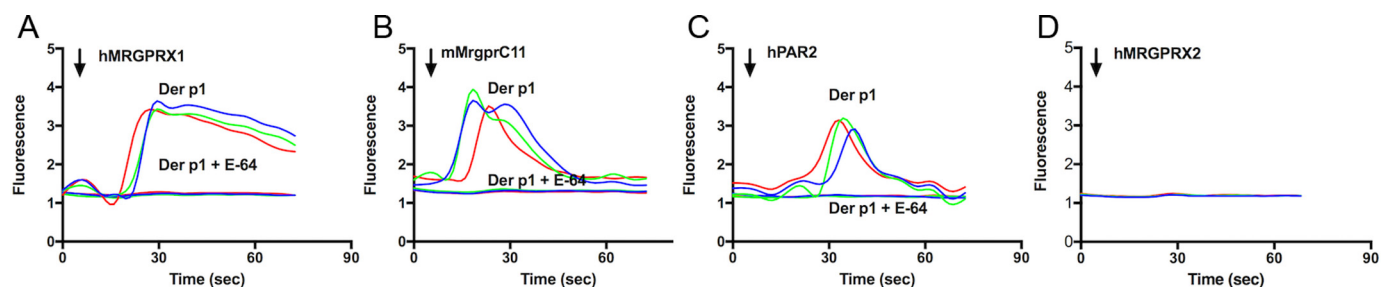 A
hMRGPRX1
Der p1
Der p1 + E-64
Fluorescence
5
4
3
2
1
0
0 30 60 90
Time (sec)
B
mMrgprC11
Der p1
Der p1 + E-64
Fluorescence
5
4
3
2
1
0
0 30 60
Time (sec)
C
hPAR2
Der p1
Der p1 + E-64
Fluorescence
5
4
3
2
1
0
0 30 60 90
Time (sec)
D
hMRGPRX2
Fluorescence
5
4
3
2
1
0
0 30 60 90
Time (sec)